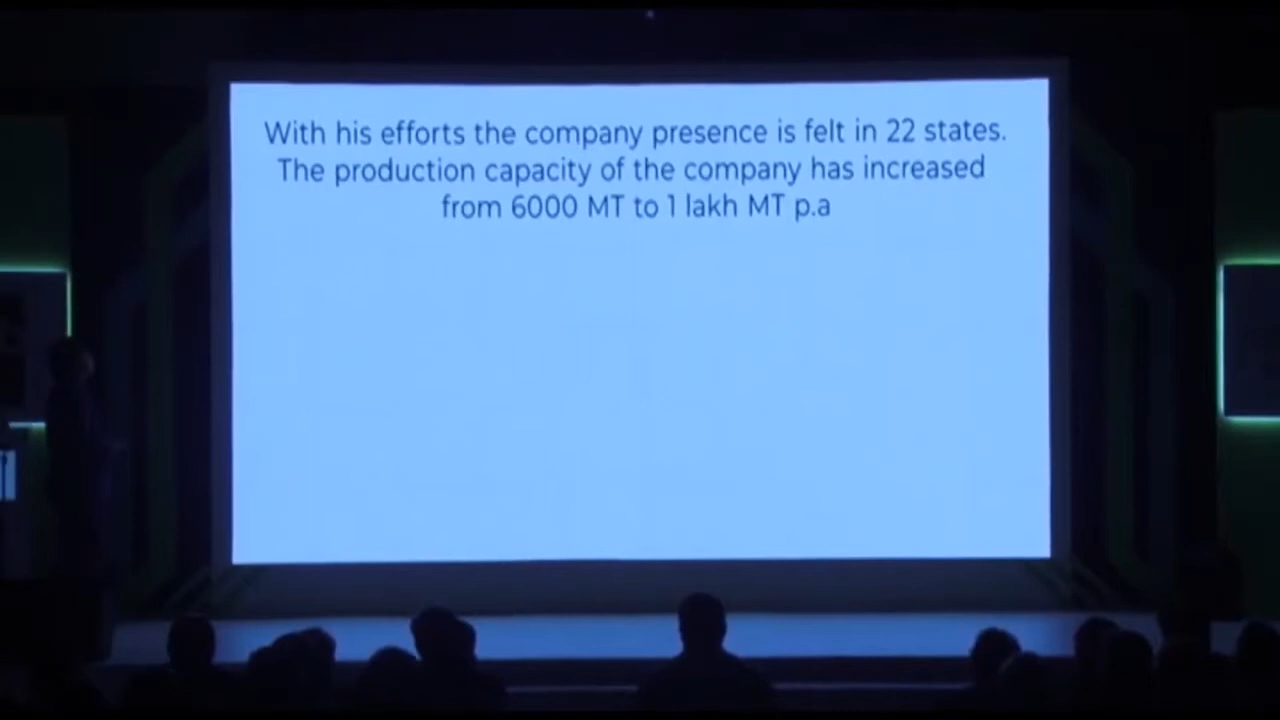 With his efforts the company presence is felt in 22 states.
The production capacity of the company has increased
from 6000 MT to 1 lakh MT p.a